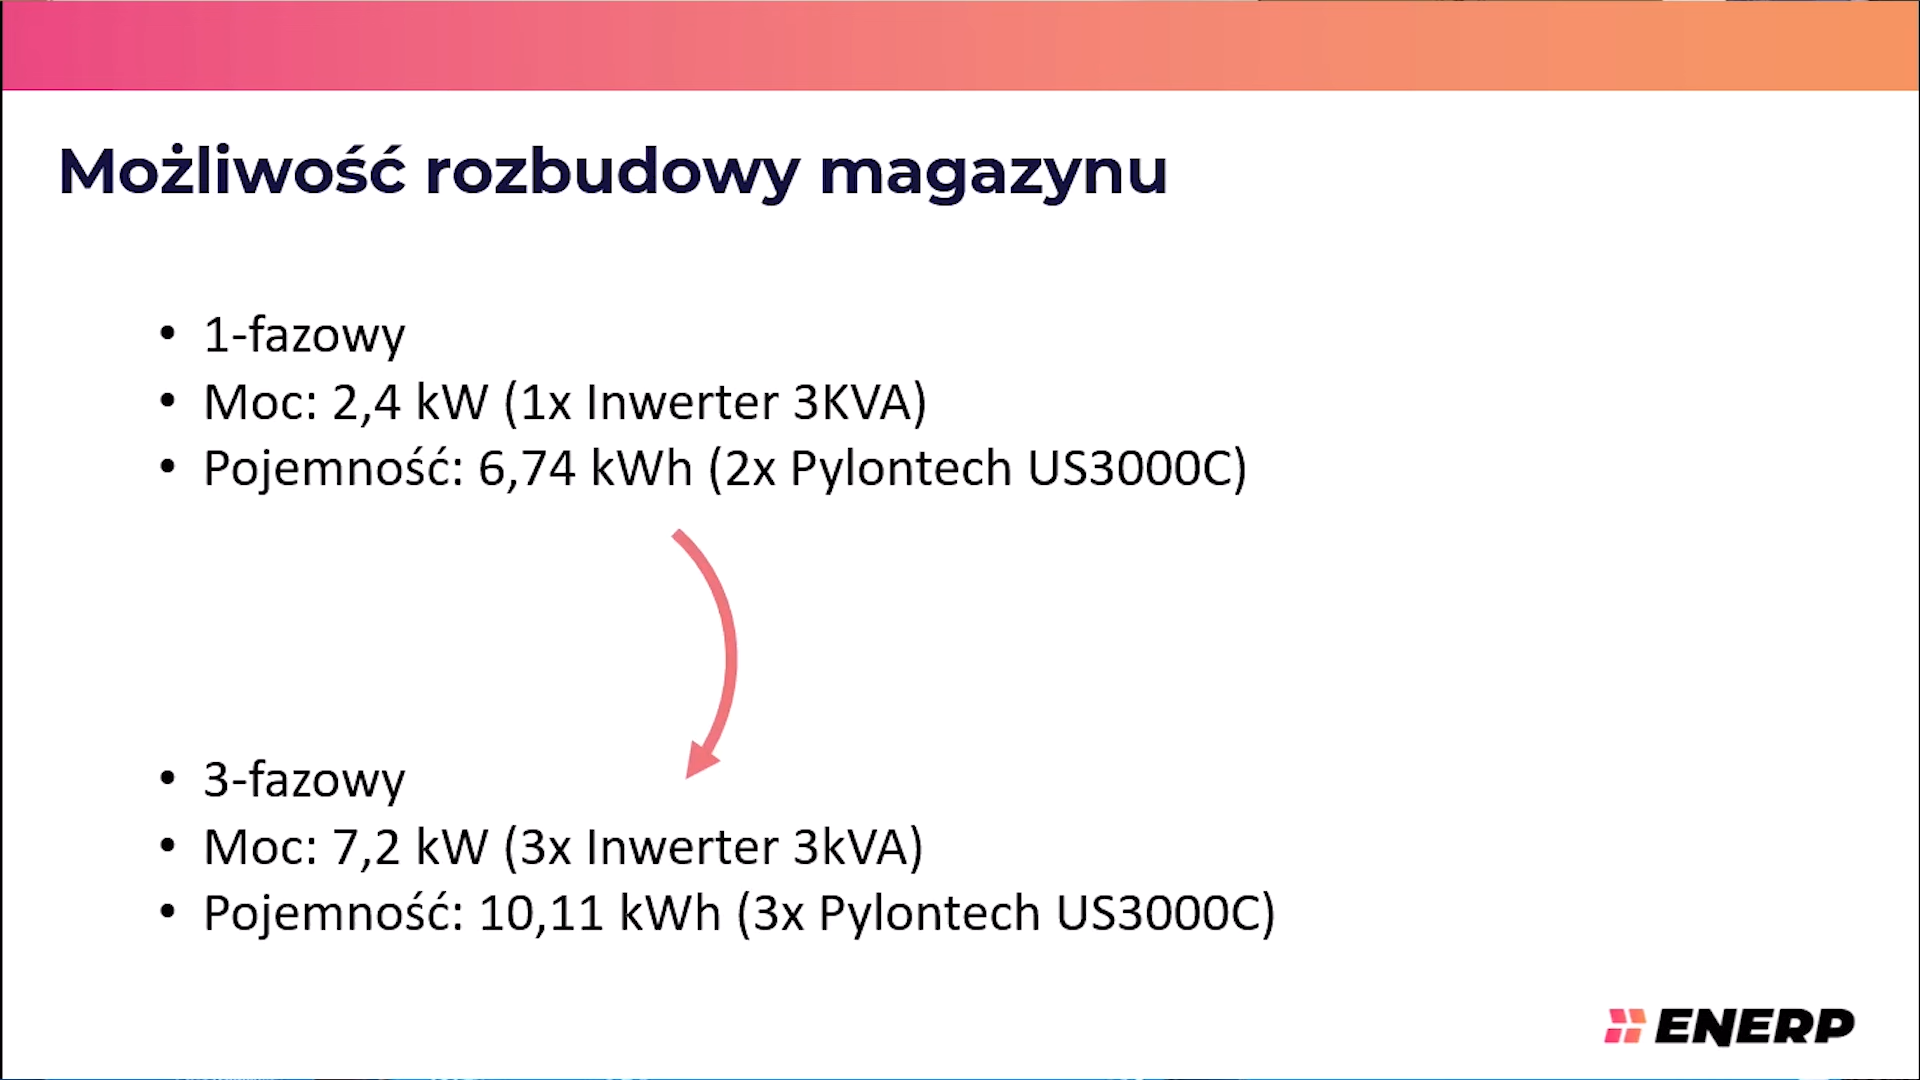 Możliwość rozbudowy magazynu
• 1-fazowy
• Moc: 2,4 kW (1x Inwerter 3KVA)
• Pojemność: 6,74 kWh (2x Pylontech US3000C)
• 3-fazowy
• Moc: 7,2 kW (3x Inwerter 3kVA)
• Pojemność: 10,11 kWh (3x Pylontech US3000C)
ENERP